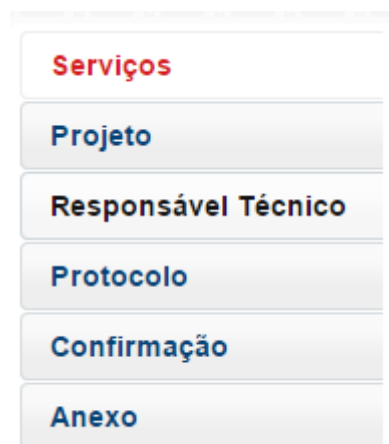 Serviços
Projeto
Responsável Técnico
Protocolo
Confirmação
Anexo